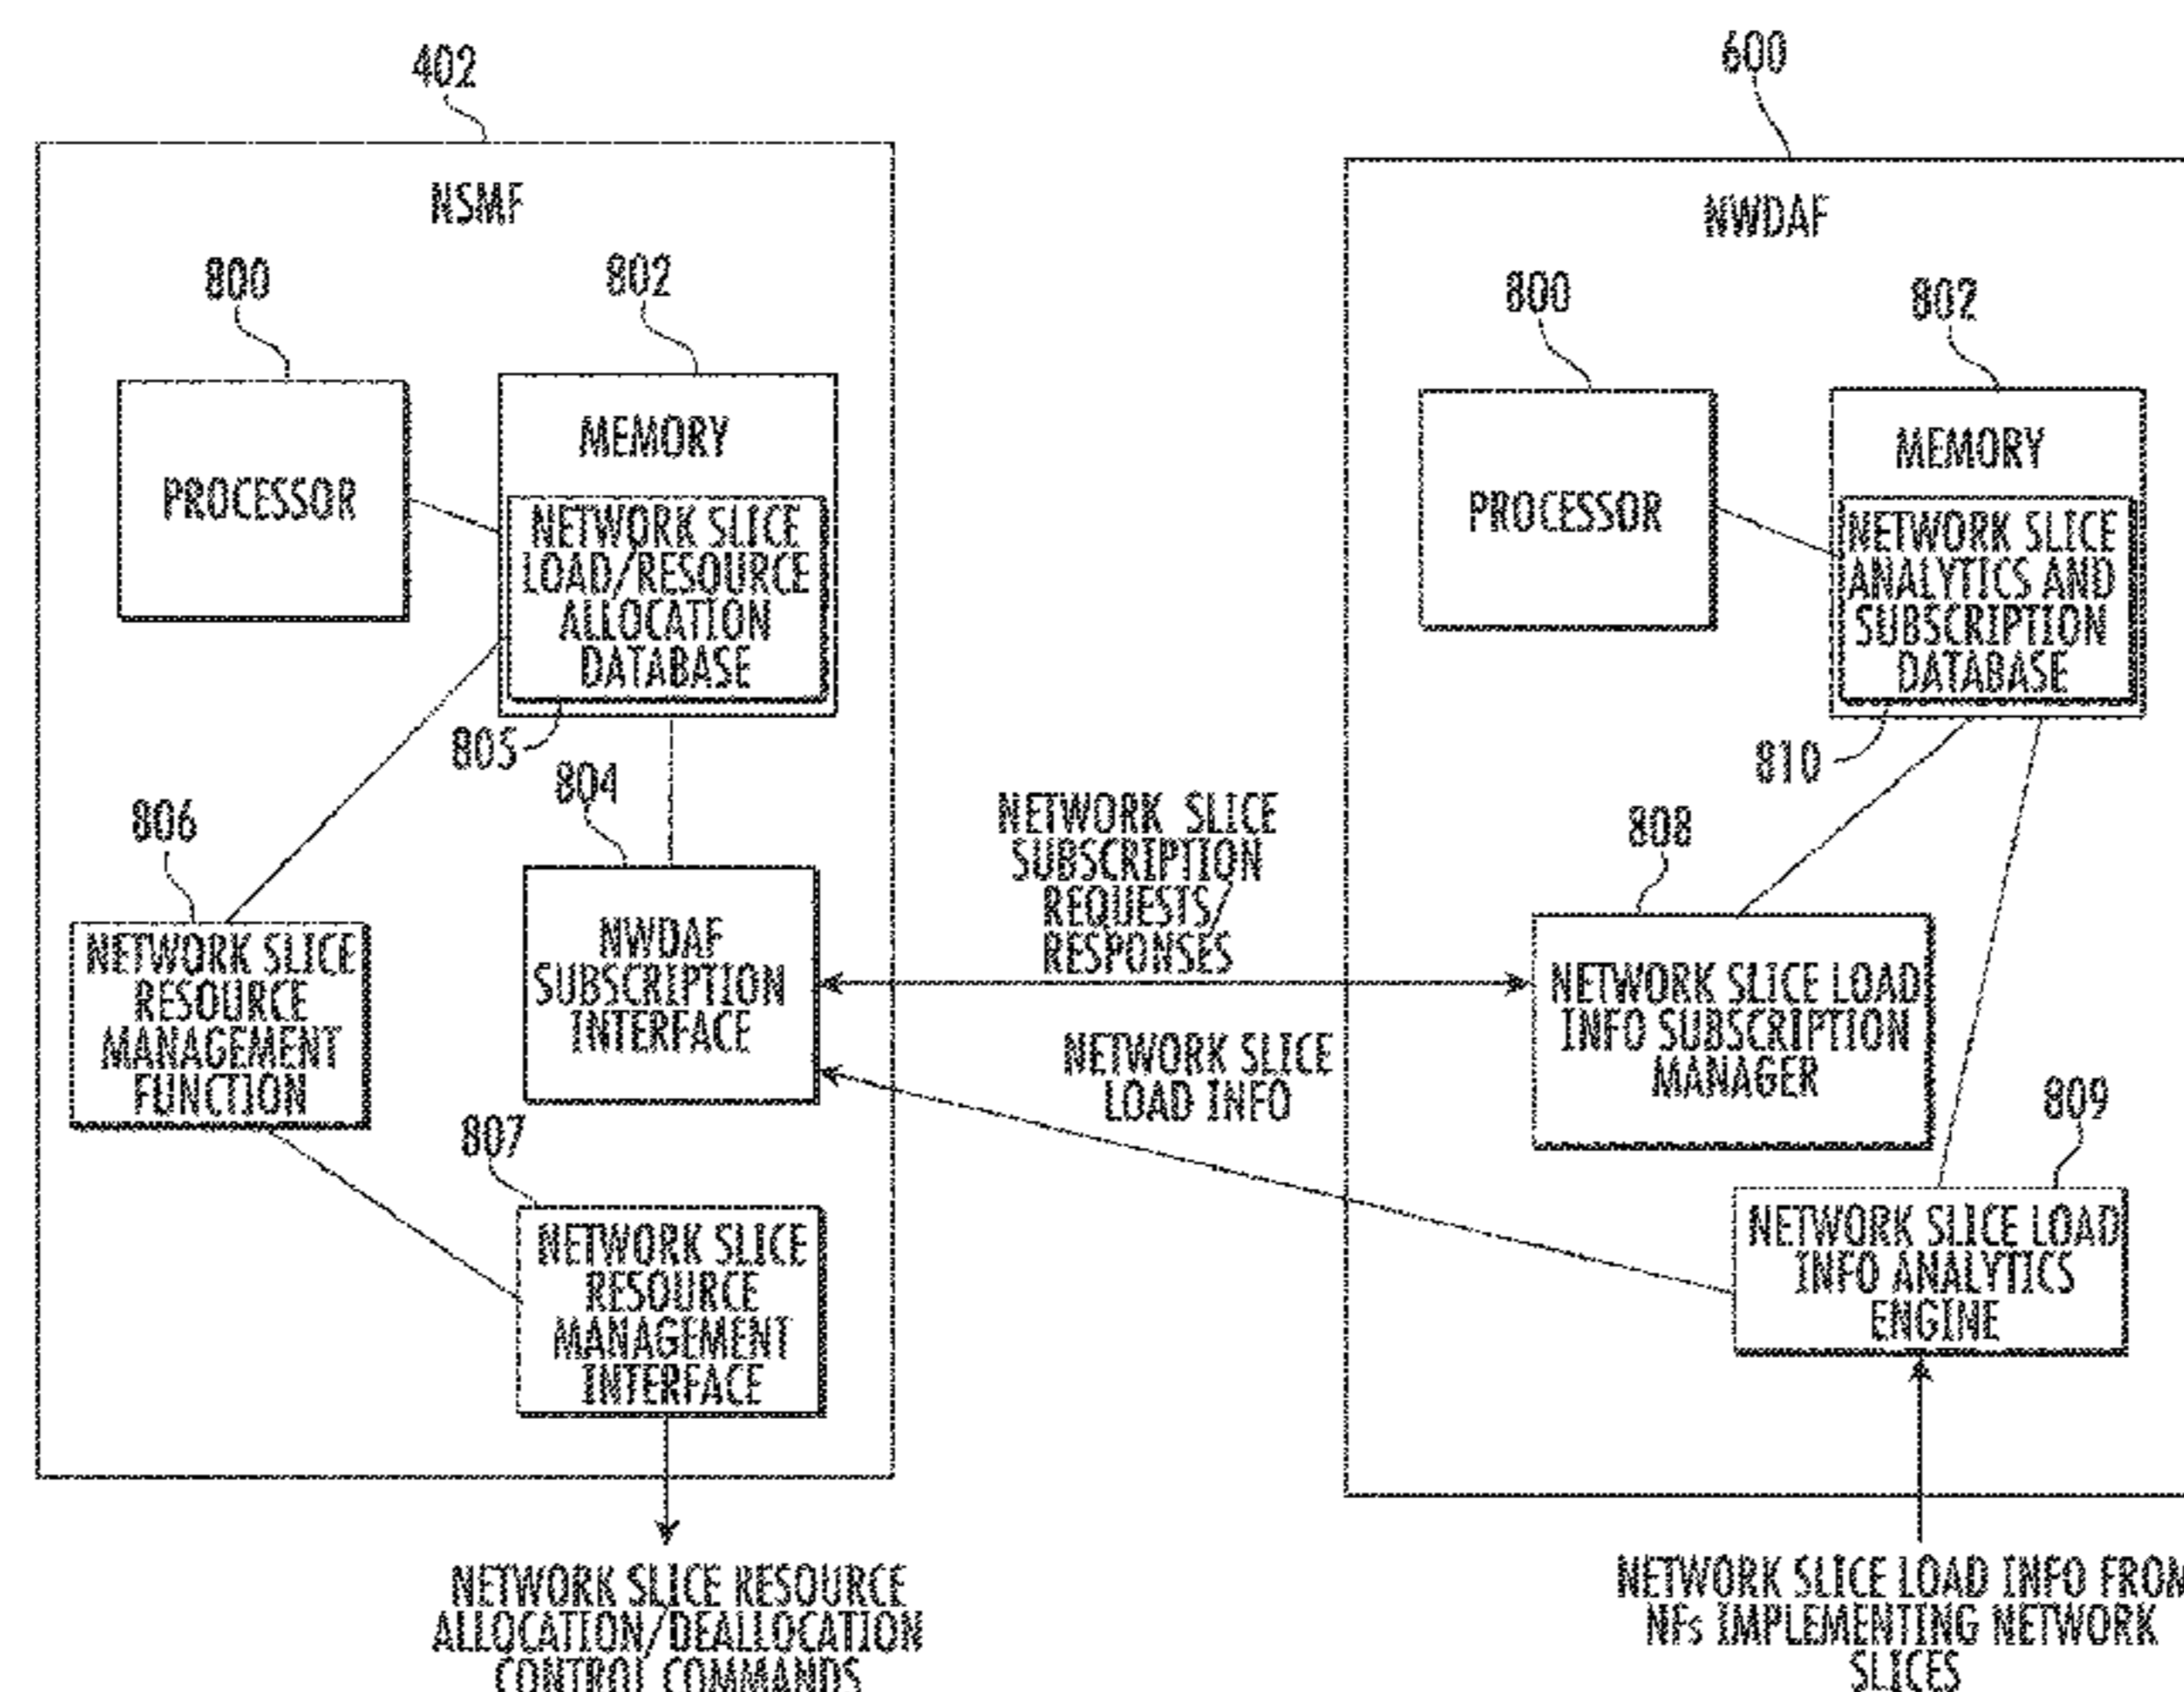 402
NSMF
800
802
PROCESSOR
MEMORY
NETWORK SLICE
LOAD/RESOURCE
ALLOCATION
DATABASE
805
804
806
NETWORK SLICE
RESOURCE
MANAGEMENT
FUNCTION
NWDAF
SUBSCRIPTION
INTERFACE
807
NETWORK SLICE
RESOURCE
MANAGEMENT
INTERFACE
NETWORK SLICE RESOURCE
ALLOCATION/DEALLOCATION
CONTROL COMMANDS
NETWORK SLICE
SUBSCRIPTION
REQUESTS/
RESPONSES
NETWORK SLICE
LOAD INFO
600
NWDAF
800
802
PROCESSOR
MEMORY
NETWORK SLICE
ANALYTICS AND
SUBSCRIPTION
DATABASE
810
808
NETWORK SLICE LOAD
INFO SUBSCRIPTION
MANAGER
809
NETWORK SLICE LOAD
INFO ANALYTICS
ENGINE
NETWORK SLICE LOAD INFO FROM
NFs IMPLEMENTING NETWORK
SLICES